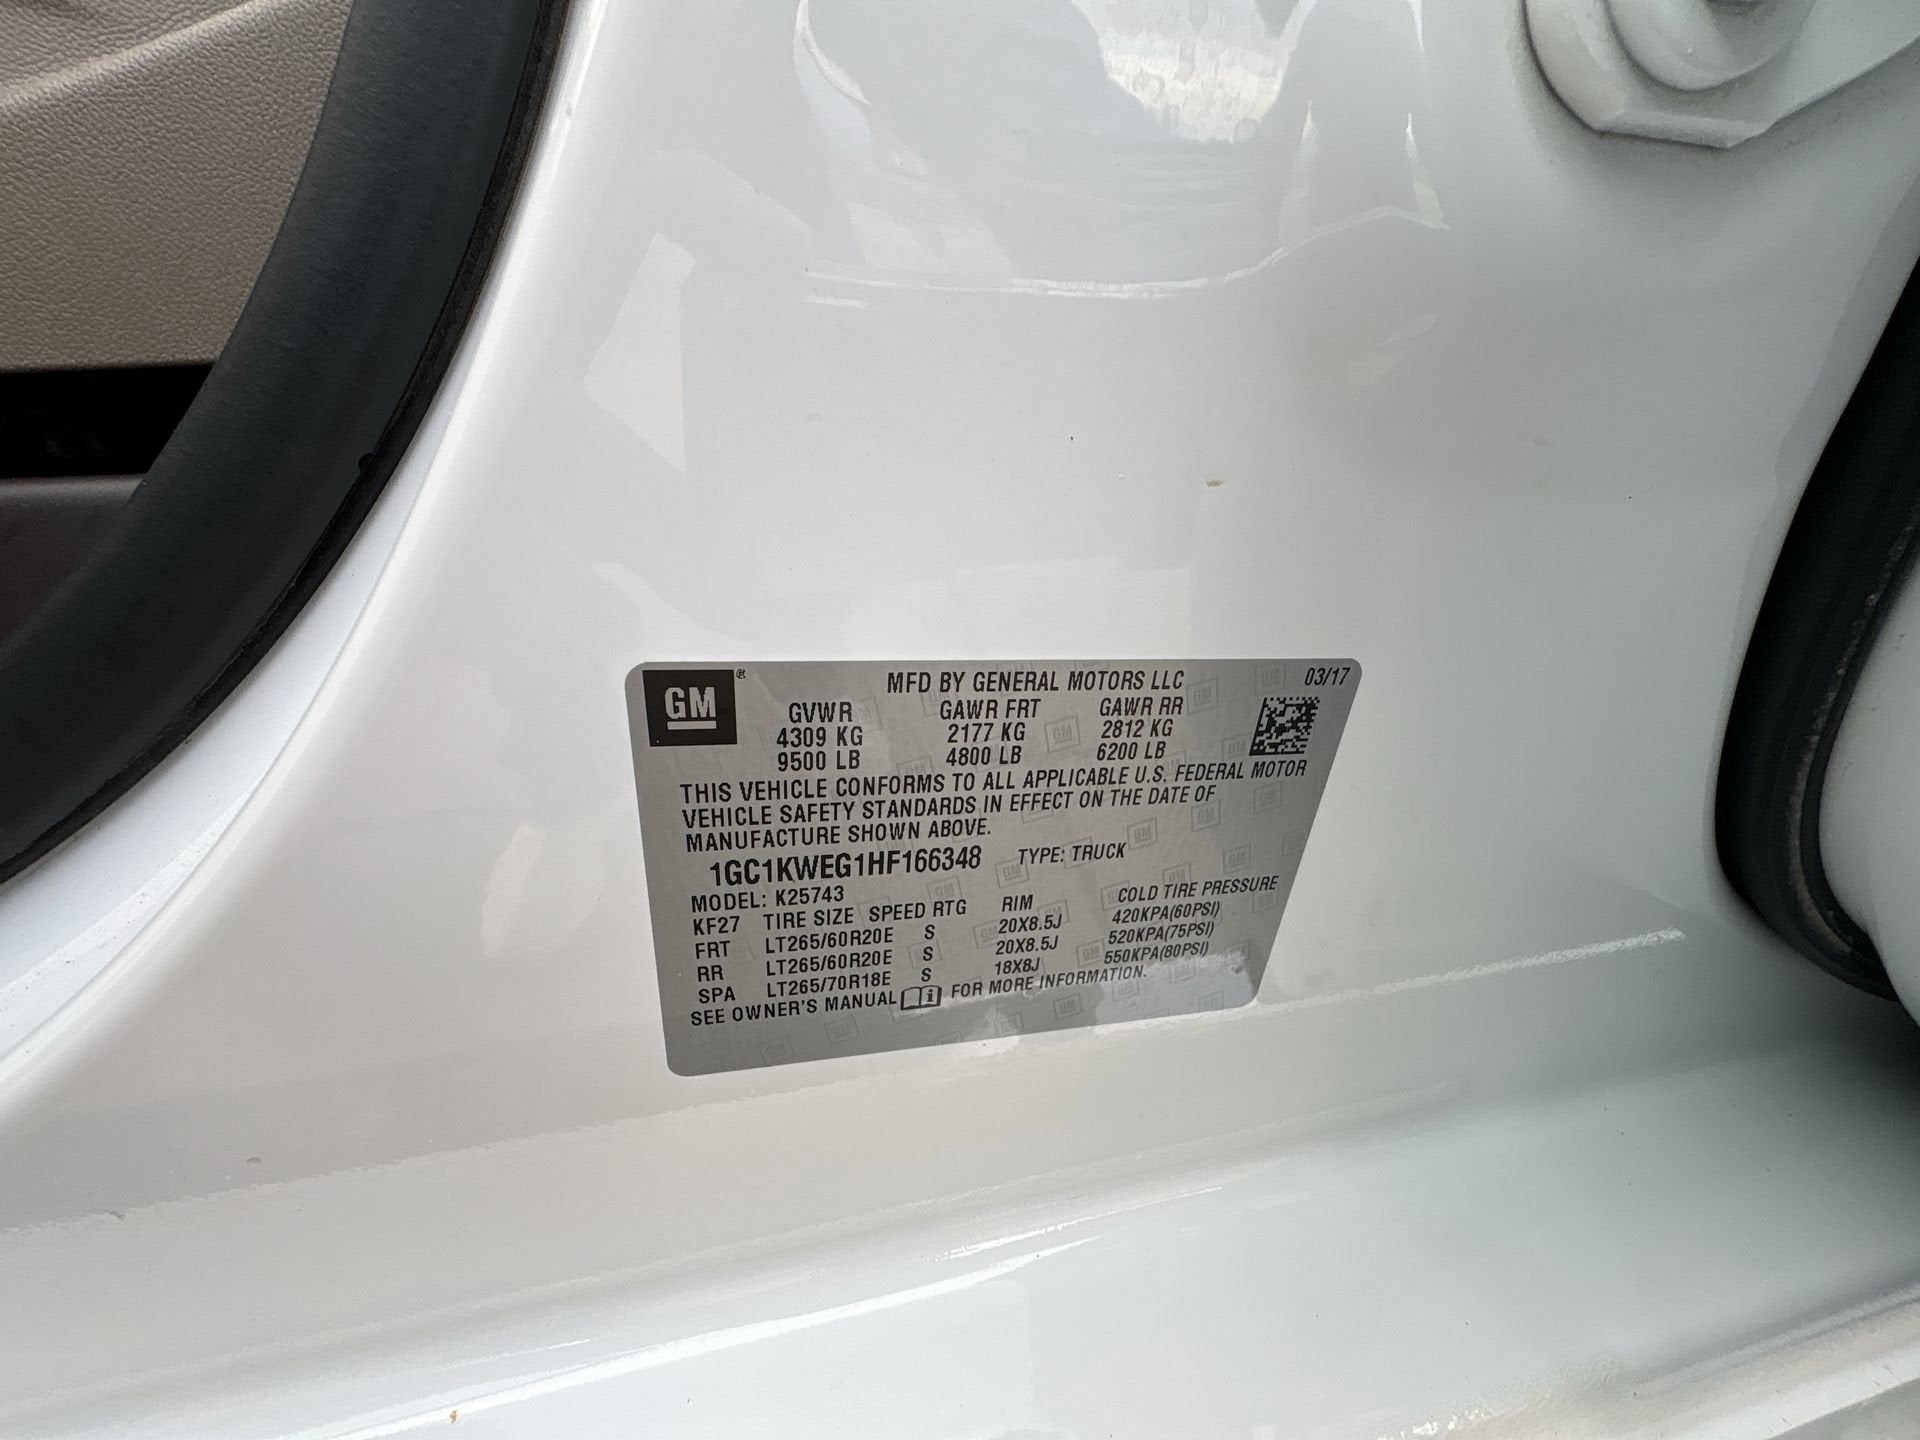 GM
MFD BY GENERAL MOTORS LLC 03/17
GVWR GAWR FRT GAWR RR
4309 KG 2177 KG 2812 KG
9500 LB 4800 LB 6200 LB
THIS VEHICLE CONFORMS TO ALL APPLICABLE U.S. FEDERAL MOTOR
VEHICLE SAFETY STANDARDS IN EFFECT ON THE DATE OF
MANUFACTURE SHOWN ABOVE.
1GC1KWEG1HF166348 TYPE: TRUCK
MODEL: K25743
KF27 TIRE SIZE SPEED RTG RIM COLD TIRE PRESSURE
FRT LT265/60R20E S 20X8.5J 420KPA(60PSI)
RR LT265/60R20E S 20X8.5J 520KPA(75PSI)
SPA LT265/70R18E S 18X8J 550KPA(80PSI)
SEE OWNER'S MANUAL i FOR MORE INFORMATION.